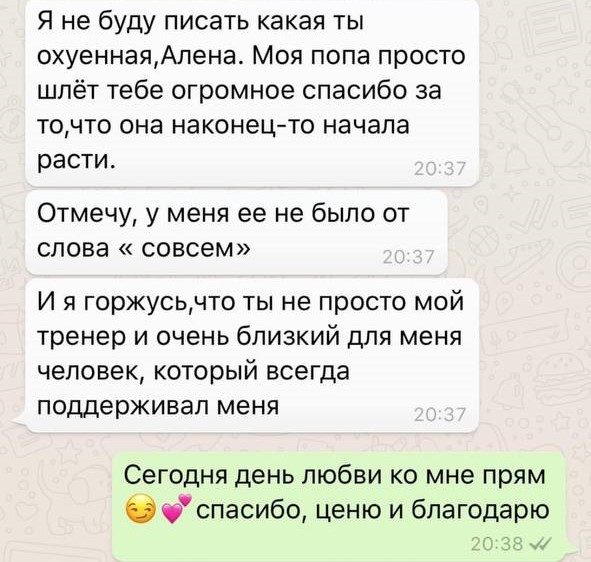 Я не буду писать какая ты
охуенная,Алена. Моя попа просто
шлёт тебе огромное спасибо за
то,что она наконец-то начала
расти.
20:37
Отмечу, у меня ее не было от
слова « совсем»
20:37
И я горжусь,что ты не просто мой
тренер и очень близкий для меня
человек, который всегда
поддерживал меня
20:37
Сегодня день любви ко мне прям
😏💕спасибо, ценю и благодарю
20:38